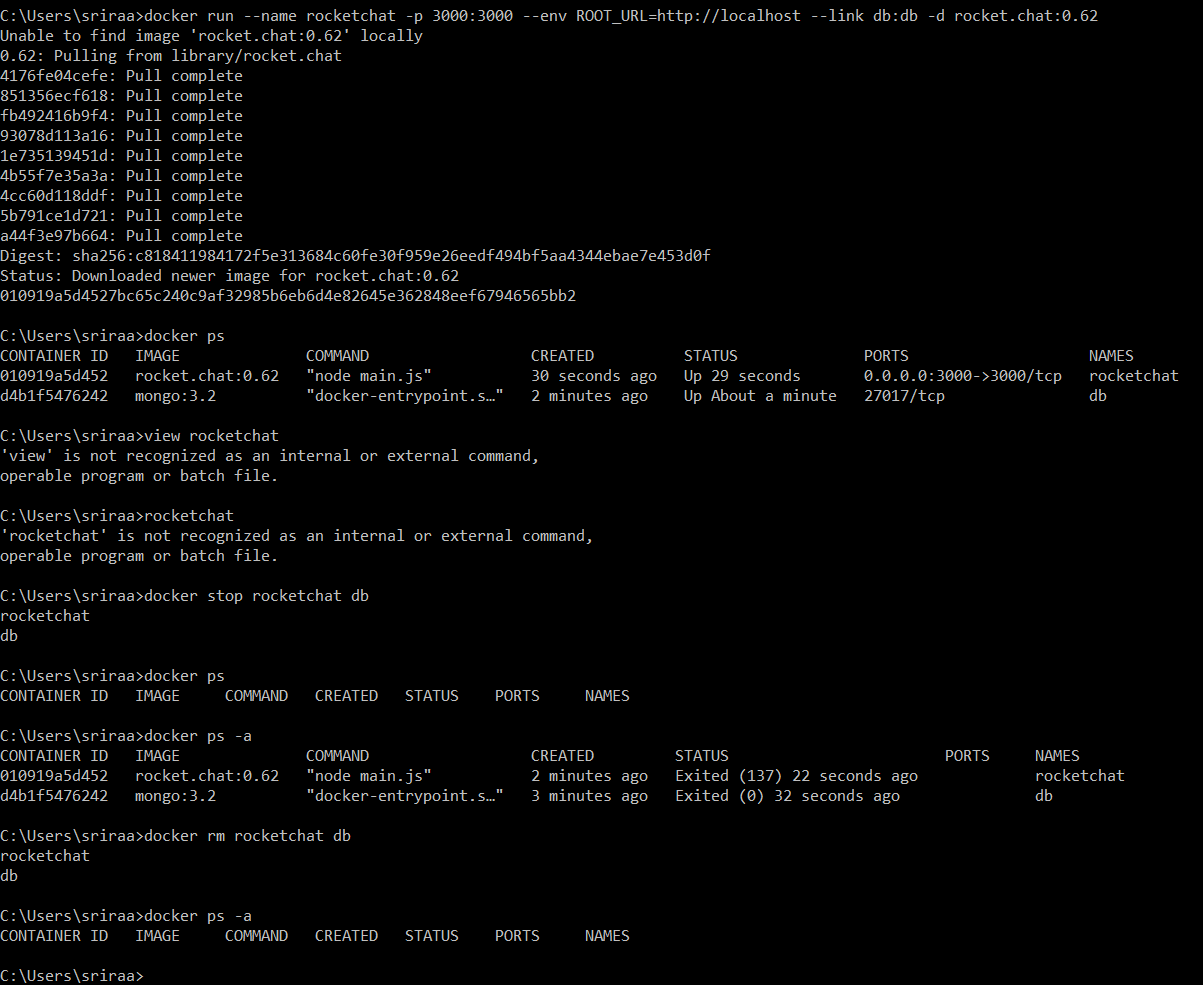 C:\Users\sriraa>docker run --name rocketchat -p 3000:3000 --env ROOT_URL=http://localhost --link db:db -d rocket.chat:0.62
Unable to find image 'rocket.chat:0.62' locally
0.62: Pulling from library/rocket.chat
4176fe04cefe: Pull complete
851356ecf618: Pull complete
fb492416b9f4: Pull complete
93078d113a16: Pull complete
1e735139451d: Pull complete
4b55f7e35a3a: Pull complete
4cc60d118ddf: Pull complete
5b791ce1d721: Pull complete
a44f3e97b664: Pull complete
Digest: sha256:c818411984172f5e313684c60fe30f959e26eedf494bf5aa4344ebae7e453d0f
Status: Downloaded newer image for rocket.chat:0.62
010919a5d4527bc65c240c9af32985b6eb6d4e82645e362848eef67946565bb2
C:\Users\sriraa>docker ps
CONTAINER ID   IMAGE              COMMAND                  CREATED          STATUS              PORTS                    NAMES
010919a5d452   rocket.chat:0.62   "node main.js"           30 seconds ago   Up 29 seconds       0.0.0.0:3000->3000/tcp   rocketchat
d4b1f5476242   mongo:3.2          "docker-entrypoint.s…"   2 minutes ago    Up About a minute   27017/tcp                db
C:\Users\sriraa>view rocketchat
'view' is not recognized as an internal or external command,
operable program or batch file.
C:\Users\sriraa>rocketchat
'rocketchat' is not recognized as an internal or external command,
operable program or batch file.
C:\Users\sriraa>docker stop rocketchat db
rocketchat
db
C:\Users\sriraa>docker ps
CONTAINER ID   IMAGE     COMMAND   CREATED   STATUS    PORTS     NAMES
C:\Users\sriraa>docker ps -a
CONTAINER ID   IMAGE              COMMAND                  CREATED         STATUS                        PORTS     NAMES
010919a5d452   rocket.chat:0.62   "node main.js"           2 minutes ago   Exited (137) 22 seconds ago             rocketchat
d4b1f5476242   mongo:3.2          "docker-entrypoint.s…"   3 minutes ago   Exited (0) 32 seconds ago               db
C:\Users\sriraa>docker rm rocketchat db
rocketchat
db
C:\Users\sriraa>docker ps -a
CONTAINER ID   IMAGE     COMMAND   CREATED   STATUS    PORTS     NAMES
C:\Users\sriraa>